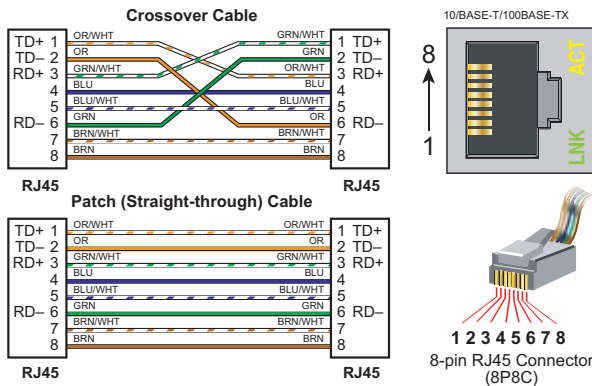 Crossover Cable
TD+ 1 OR/WHT GRN/WHT 1 TD+
TD– 2 OR GRN 2 TD–
RD+ 3 GRN/WHT OR/WHT 3 RD+
4 BLU BLU 4
5 BLU/WHT BLU/WHT 5
RD– 6 GRN OR 6 RD–
7 BRN/WHT BRN/WHT 7
8 BRN BRN 8
RJ45 RJ45
Patch (Straight-through) Cable
TD+ 1 OR/WHT OR/WHT 1 TD+
TD– 2 OR OR 2 TD–
RD+ 3 GRN/WHT GRN/WHT 3 RD+
4 BLU BLU 4
5 BLU/WHT BLU/WHT 5
RD– 6 GRN GRN 6 RD–
7 BRN/WHT BRN/WHT 7
8 BRN BRN 8
RJ45 RJ45
10/BASE-T/100BASE-TX
8
1
ACT
LNK
1 2 3 4 5 6 7 8
8-pin RJ45 Connector
(8P8C)